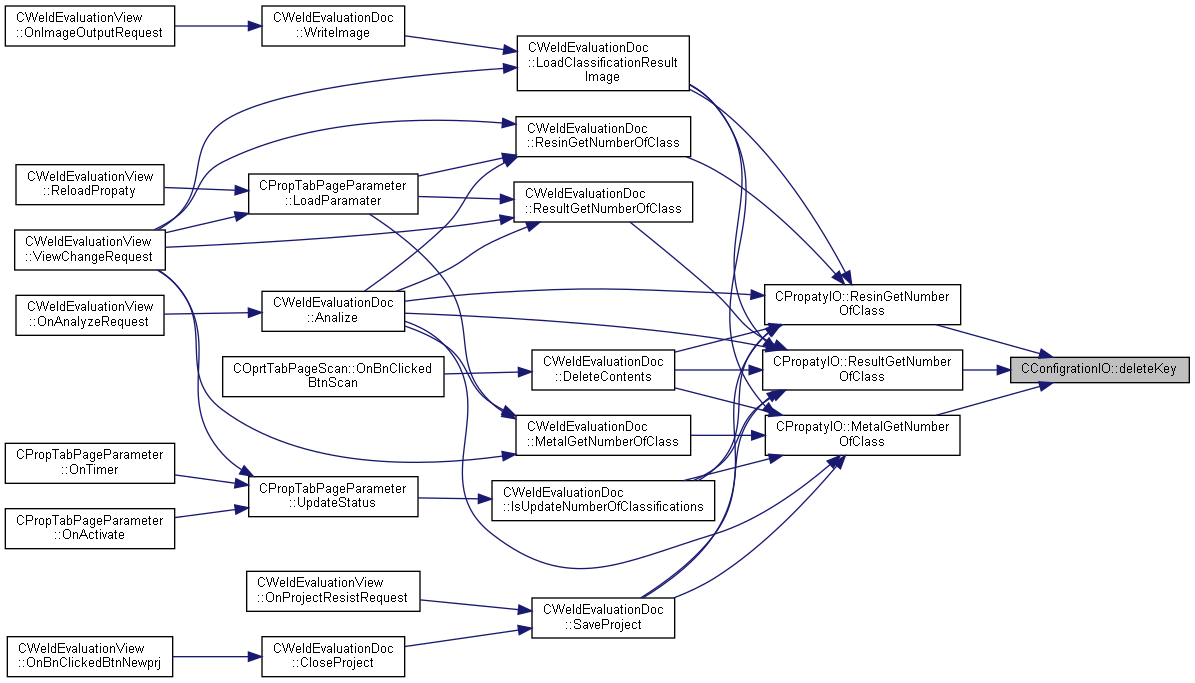 CWeldEvaluationView
::OnImageOutputRequest
CWeldEvaluationDoc
::WriteImage
CWeldEvaluationDoc
::LoadClassificationResult
Image
CWeldEvaluationDoc
::ResinGetNumberOfClass
CWeldEvaluationView
::ReloadPropaty
CPropTabPageParameter
::LoadParamater
CWeldEvaluationDoc
::ResultGetNumberOfClass
CWeldEvaluationView
::ViewChangeRequest
CWeldEvaluationView
::OnAnalyzeRequest
CWeldEvaluationDoc
::Analize
CPropatyIO::ResinGetNumber
OfClass
COprtTabPageScan::OnBnClicked
BtnScan
CWeldEvaluationDoc
::DeleteContents
CPropatyIO::ResultGetNumber
OfClass
CConfigrationIO::deleteKey
CWeldEvaluationDoc
::MetalGetNumberOfClass
CPropatyIO::MetalGetNumber
OfClass
CPropTabPageParameter
::OnTimer
CPropTabPageParameter
::UpdateStatus
CWeldEvaluationDoc
::IsUpdateNumberOfClassifications
CPropTabPageParameter
::OnActivate
CWeldEvaluationView
::OnProjectResistRequest
CWeldEvaluationDoc
::SaveProject
CWeldEvaluationView
::OnBnClickedBtnNewprj
CWeldEvaluationDoc
::CloseProject